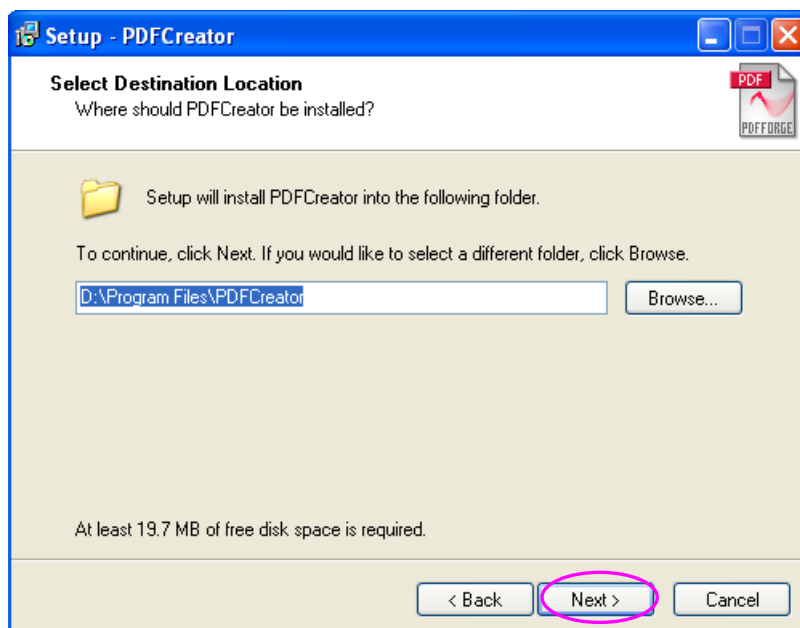 Setup - PDFCreator
Select Destination Location
Where should PDFCreator be installed?
PDF
PDFFORGE
Setup will install PDFCreator into the following folder.
To continue, click Next. If you would like to select a different folder, click Browse.
D:\Program Files\PDFCreator
Browse...
At least 19.7 MB of free disk space is required.
< Back
Next >
Cancel